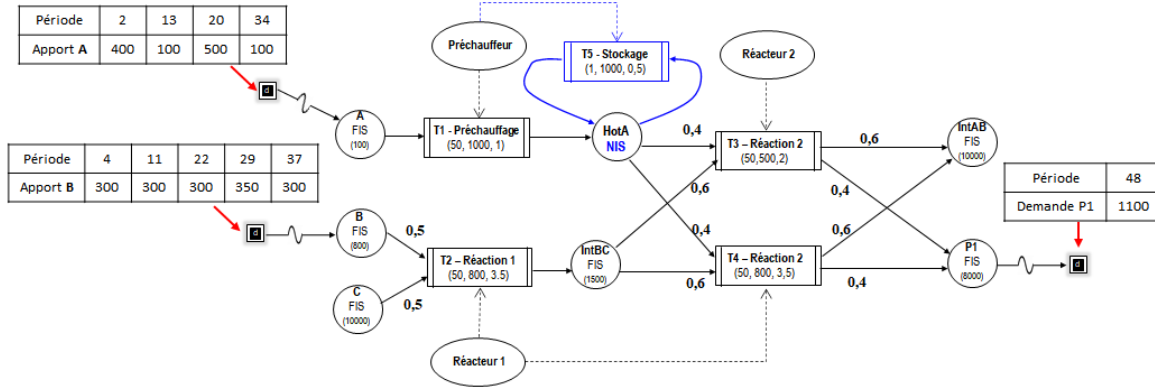 Période 2 13 20 34
Apport A 400 100 500 100
d
Période 4 11 22 29 37
Apport B 300 300 300 350 300
d
Préchauffeur
T5 - Stockage
(1, 1000, 0,5)
Réacteur 2
A
FIS
(100)
T1 - Préchauffage
(50, 1000, 1)
HotA
NIS
0,4
T3 – Réaction 2
(50,500,2)
0,6
IntAB
FIS
(10000)
0,6
0,4
0,4
0,6
B
FIS
(800)
0,5
C
FIS
(10000)
0,5
T2 – Réaction 1
(50, 800, 3.5)
IntBC
FIS
(1500)
0,6
T4 – Réaction 2
(50, 800, 3,5)
0,4
P1
FIS
(8000)
Période 48
Demande P1 1100
d
Réacteur 1